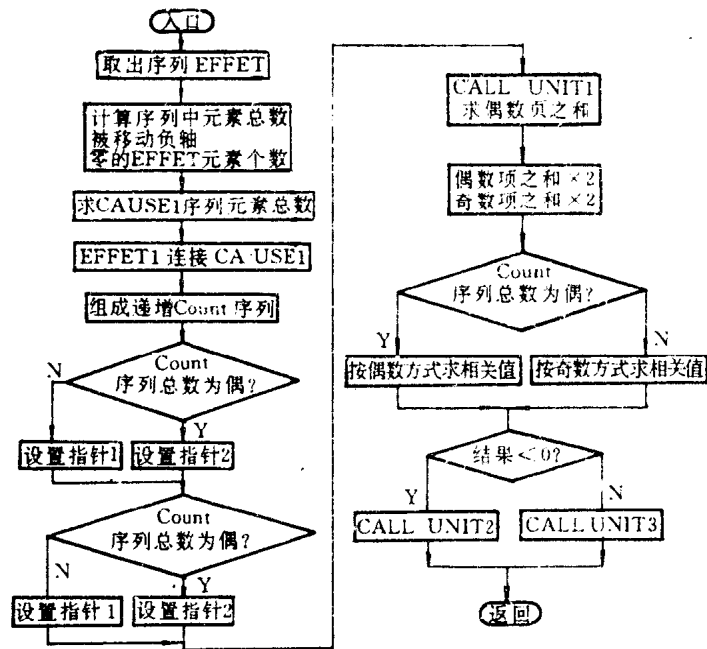 入口
取出序列 EFFET
计算序列中元素总数
被移动负轴
零的EFFET元素个数
求CAUSE1序列元素总数
EFFET1 连接 CAUSE1
组成递增Count 序列
Count
序列总数为偶?
N
Y
设置指针1
设置指针2
Count
序列总数为偶?
N
Y
设置指针1
设置指针2
CALL UNIT1
求偶数项之和
偶数项之和×2
奇数项之和×2
Count
序列总数为偶?
Y
N
按偶数方式求相关值
按奇数方式求相关值
结果<0?
Y
N
CALL UNIT2
CALL UNIT3
返回